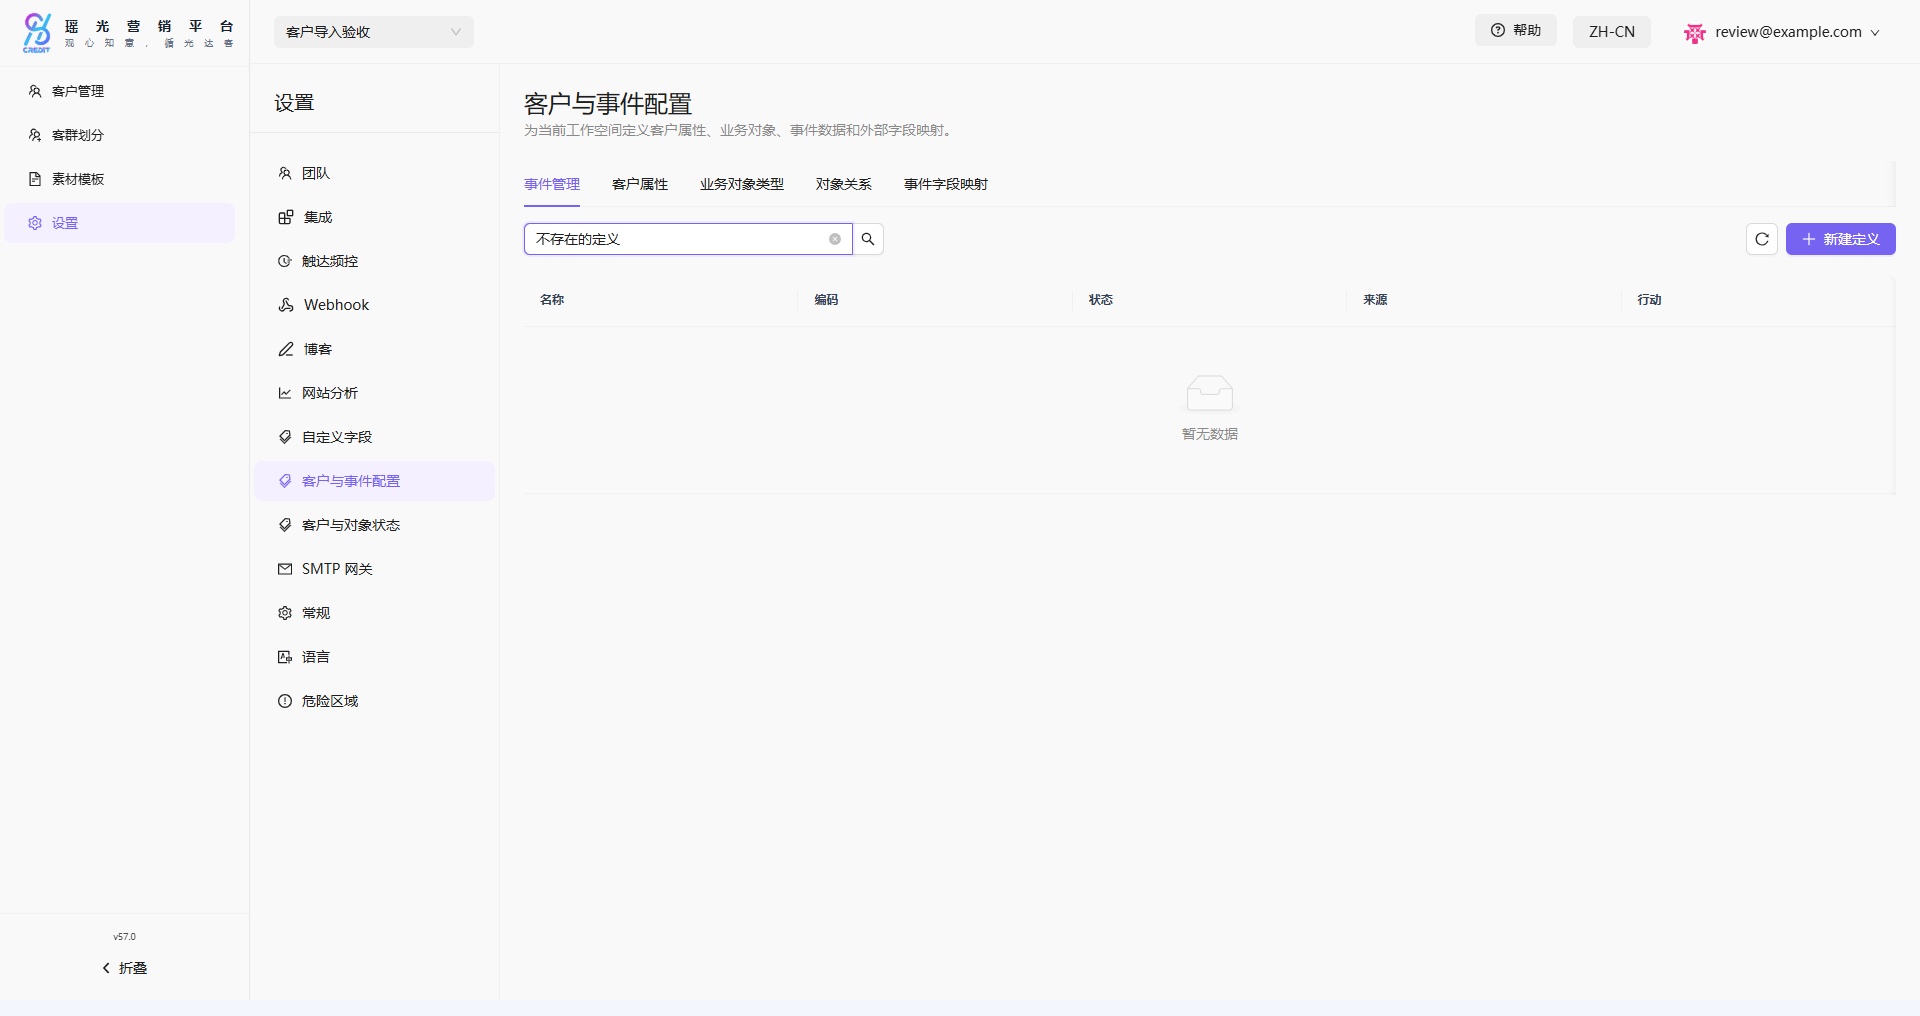 瑶光营销平台
观心知意，循光达客
CREDIT
客户导入验收
帮助
ZH-CN
review@example.com
客户管理
客群划分
素材模板
设置
v57.0
折叠
设置
团队
集成
触达频控
Webhook
博客
网站分析
自定义字段
客户与事件配置
客户与对象状态
SMTP 网关
常规
语言
危险区域
客户与事件配置
为当前工作空间定义客户属性、业务对象、事件数据和外部字段映射。
事件管理 客户属性 业务对象类型 对象关系 事件字段映射
不存在的定义
新建定义
名称 编码 状态 来源 行动
暂无数据